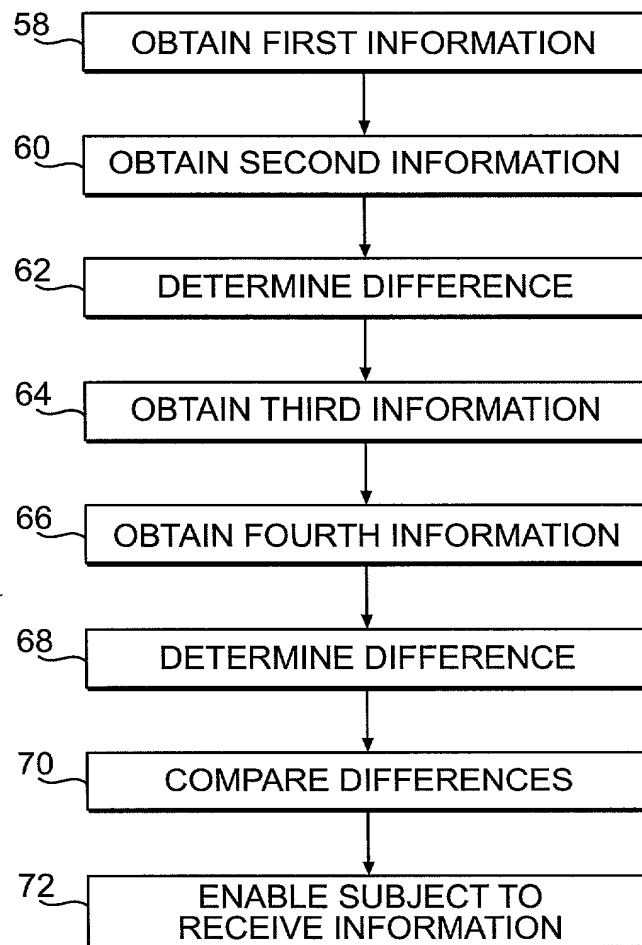 58 OBTAIN FIRST INFORMATION
60 OBTAIN SECOND INFORMATION
62 DETERMINE DIFFERENCE
64 OBTAIN THIRD INFORMATION
66 OBTAIN FOURTH INFORMATION
68 DETERMINE DIFFERENCE
70 COMPARE DIFFERENCES
72 ENABLE SUBJECT TO
RECEIVE INFORMATION